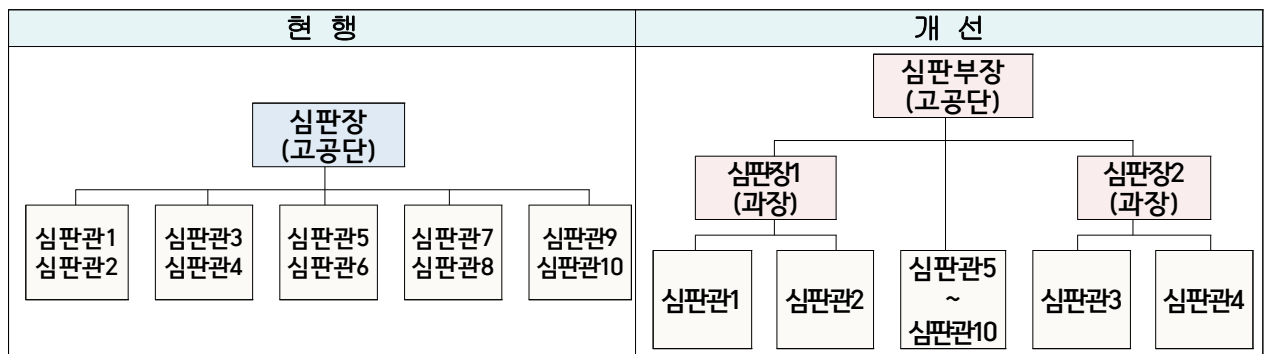 현 행
심판장
(고공단)
심판관1
심판관2
심판관3
심판관4
심판관5
심판관6
심판관7
심판관8
심판관9
심판관10
개 선
심판부장
(고공단)
심판장1
(과장)
심판장2
(과장)
심판관1
심판관2
심판관5
~
심판관10
심판관3
심판관4